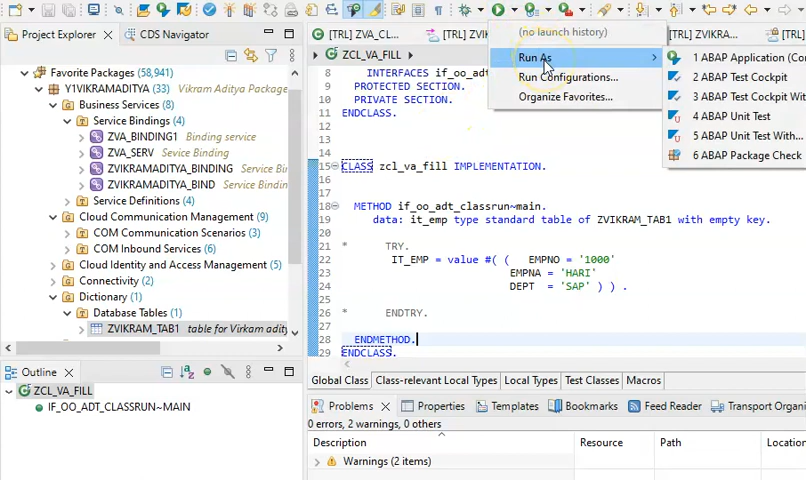 [TRL] ZVA_CL
[TRL] ZVIKRA
(no launch history)
Run As
Run Configurations...
Organize Favorites...
1 ABAP Application (Con
2 ABAP Test Cockpit
3 ABAP Test Cockpit Wit
4 ABAP Unit Test
5 ABAP Unit Test With...
6 ABAP Package Check
Project Explorer
CDS Navigator
Favorite Packages (58,941)
Y1VIKRAMADITYA (1) Vikram Aditya Package
Business Services (8)
Service Bindings (4)
ZVA_BINDING1 Binding service
ZVA_SERV Service Binding
ZVIKRAMADITYA_BINDING
ZVIKRAMADITYA_BIND
Service Definitions (4)
Cloud Communication Management (9)
COM Communication Scenarios (3)
COM Inbound Services (6)
Cloud Identity and Access Management (5)
Connectivity (2)
Dictionary (1)
Database Tables (1)
ZVIKRAM_TAB1 table for Virkam adity
ZCL_VA_FILL
8 INTERFACES if_oo_adt
9 PROTECTED SECTION.
10 PRIVATE SECTION.
11 ENDCLASS.
12
13
14
15 CLASS zcl_va_fill IMPLEMENTATION.
16
17
18 METHOD if_oo_adt_classrun~main.
19 data: it_emp type standard table of ZVIKRAM_TAB1 with empty key.
20
21 * TRY.
22 IT_EMP = value #( ( EMPNO = '1000'
23 EMPNA = 'HARI'
24 DEPT = 'SAP' ) ) .
25
26 * ENDTRY.
27
28 ENDMETHOD.
29 ENDCLASS.
Global Class
Class-relevant Local Types
Local Types
Test Classes
Macros
Outline
ZCL_VA_FILL
IF_OO_ADT_CLASSRUN~MAIN
Problems
Properties
Templates
Bookmarks
Feed Reader
Transport Organi
0 errors, 2 warnings, 0 others
Description
Resource
Path
Location
Warnings (2 items)